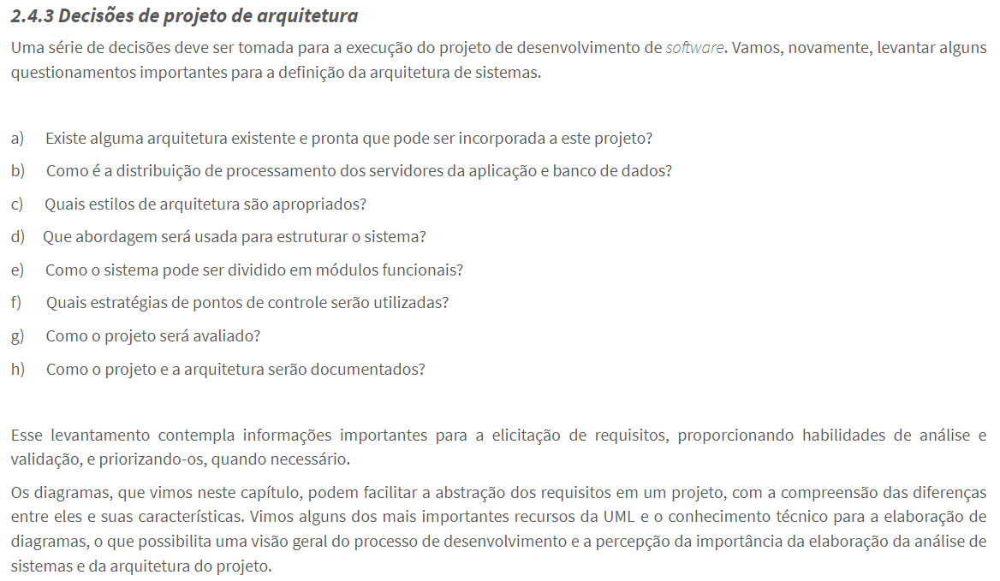 2.4.3 Decisões de projeto de arquitetura
Uma série de decisões deve ser tomada para a execução do projeto de desenvolvimento de software. Vamos, novamente, levantar alguns
questionamentos importantes para a definição da arquitetura de sistemas.
a) Existe alguma arquitetura existente e pronta que pode ser incorporada a este projeto?
b) Como é a distribuição de processamento dos servidores da aplicação e banco de dados?
c) Quais estilos de arquitetura são apropriados?
d) Que abordagem será usada para estruturar o sistema?
e) Como o sistema pode ser dividido em módulos funcionais?
f) Quais estratégias de pontos de controle serão utilizadas?
g) Como o projeto será avaliado?
h) Como o projeto e a arquitetura serão documentados?
Esse levantamento contempla informações importantes para a elicitação de requisitos, proporcionando habilidades de análise e
validação, e priorizando-os, quando necessário.
Os diagramas, que vimos neste capítulo, podem facilitar a abstração dos requisitos em um projeto, com a compreensão das diferenças
entre eles e suas características. Vimos alguns dos mais importantes recursos da UML e o conhecimento técnico para a elaboração de
diagramas, o que possibilita uma visão geral do processo de desenvolvimento e a percepção da importância da elaboração da análise de
sistemas e da arquitetura do projeto.